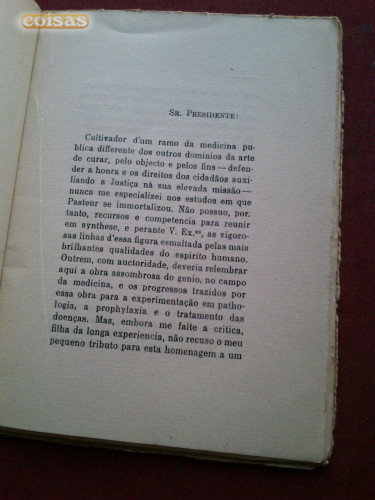 coisas
SR. PRESIDENTE:
Cultivador d'um ramo da medicina pu-
blica differente dos outros dominios da arte
de curar, pelo objecto e pelos fins—defen-
der a honra e os direitos dos cidadãos auxi-
liando a Justiça na sua elevada missão—
nunca me especializei nos estudos em que
Pasteur se immortalizou. Não possuo, por-
tanto, recursos e competencia para reunir
em synthese, e perante V. Ex.as, as vigoro-
sas linhas d'essa figura esmaltada pelas mais
brilhantes qualidades do espirito humano.
Outrem, com auctoridade, deveria relembrar
aqui a obra assombrosa do genio, no campo
da medicina, e os progressos trazidos por
essa obra para a experimentação em patho-
logia, a prophylaxia e o tratamento das
doenças. Mas, embora me falte a critica,
filha da longa experiencia, não recuso o meu
pequeno tributo para esta homenagem a um